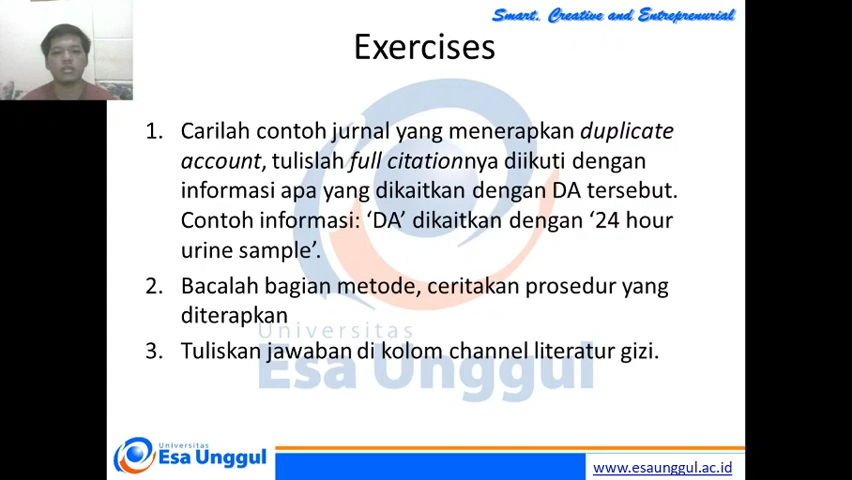 Smart, Creative and Entreprenurial
Exercises
1. Carilah contoh jurnal yang menerapkan duplicate
account, tulislah full citationnya diikuti dengan
informasi apa yang dikaitkan dengan DA tersebut.
Contoh informasi: ‘DA’ dikaitkan dengan ‘24 hour
urine sample’.
2. Bacalah bagian metode, ceritakan prosedur yang
diterapkan
3. Tuliskan jawaban di kolom channel literatur gizi.
Universitas
Esa Unggul
Universitas
Esa Unggul
www.esaunggul.ac.id